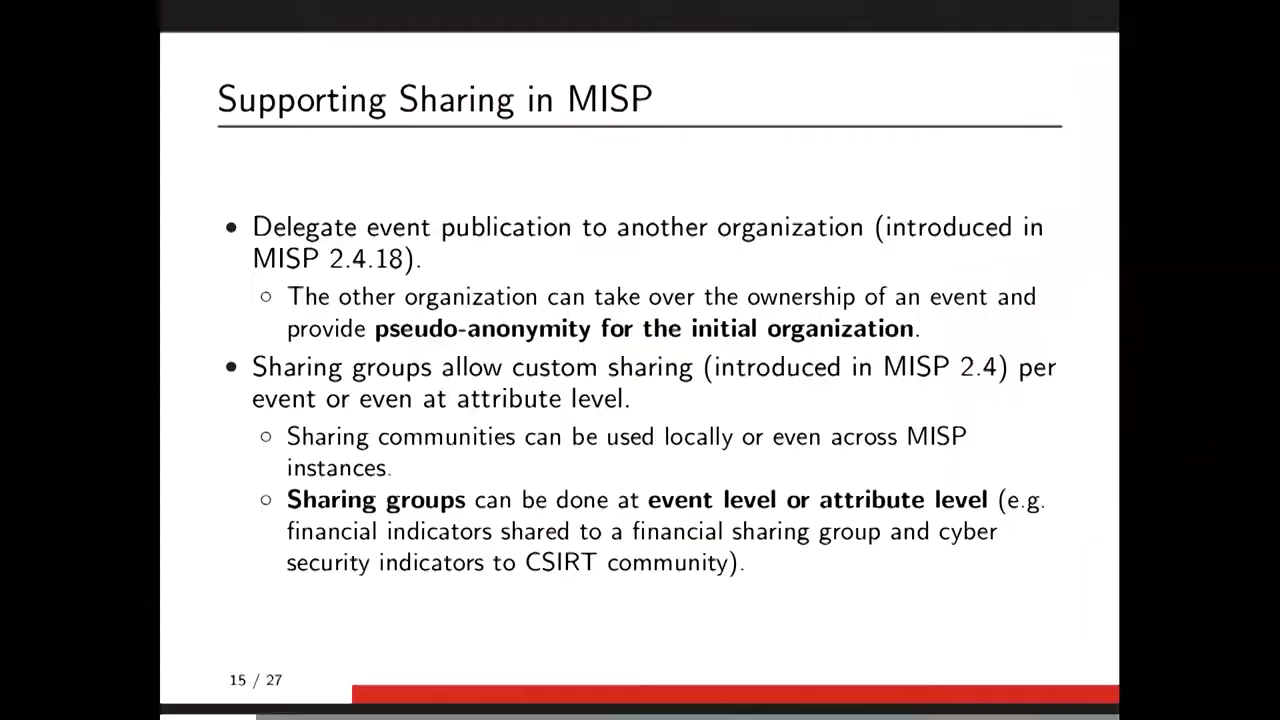 Supporting Sharing in MISP
• Delegate event publication to another organization (introduced in
MISP 2.4.18).
○ The other organization can take over the ownership of an event and
provide pseudo-anonymity for the initial organization.
• Sharing groups allow custom sharing (introduced in MISP 2.4) per
event or even at attribute level.
○ Sharing communities can be used locally or even across MISP
instances.
○ Sharing groups can be done at event level or attribute level (e.g.
financial indicators shared to a financial sharing group and cyber
security indicators to CSIRT community).
15 / 27